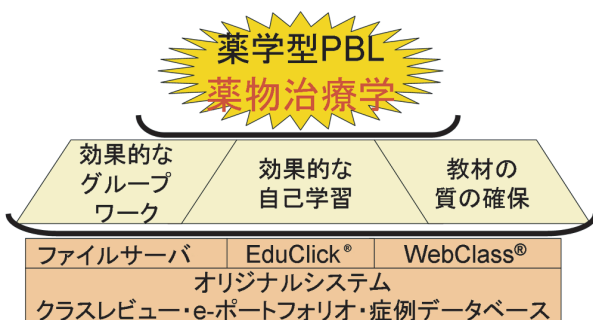 薬学型PBL
薬物治療学
効果的な
グループ
ワーク
効果的な
自己学習
教材の
質の確保
ファイルサーバ
EduClick®
WebClass®
オリジナルシステム
クラスレビュー・e-ポートフォリオ・症例データベース